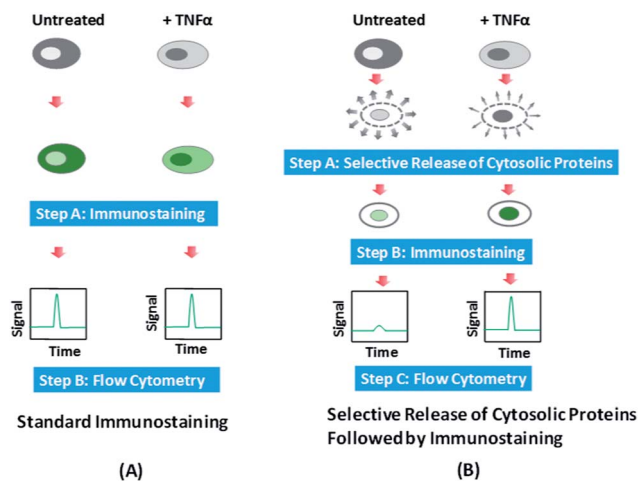 Untreated
+ TNFα
Step A: Immunostaining
Signal
Time
Signal
Time
Step B: Flow Cytometry
Standard Immunostaining
(A)
Untreated
+ TNFα
Step A: Selective Release of Cytosolic Proteins
Step B: Immunostaining
Signal
Time
Signal
Time
Step C: Flow Cytometry
Selective Release of Cytosolic Proteins
Followed by Immunostaining
(B)